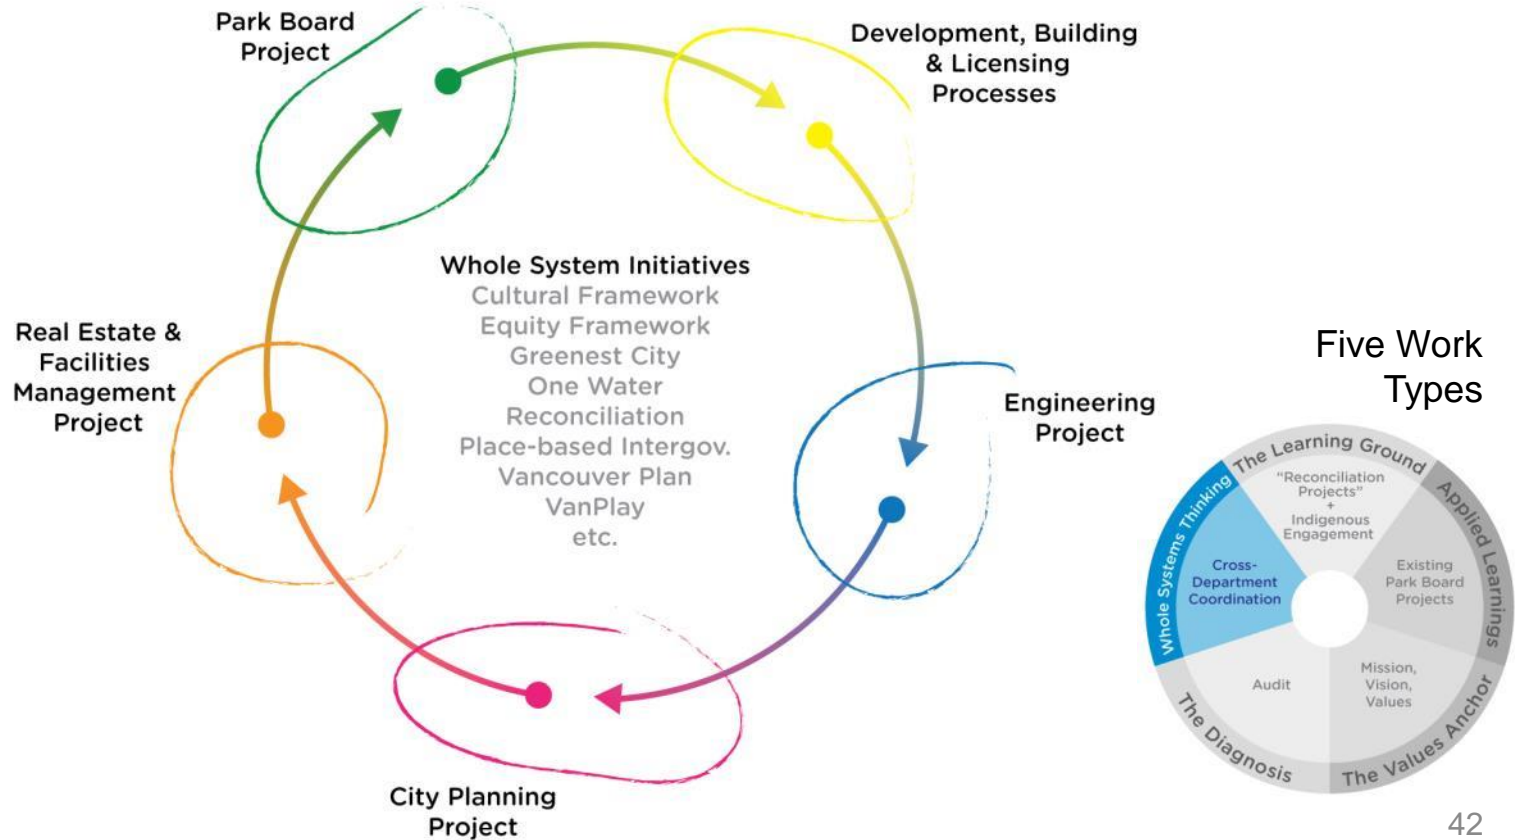 Park Board
Project
Development, Building
& Licensing
Processes
Whole System Initiatives
Cultural Framework
Equity Framework
Greenest City
One Water
Reconciliation
Place-based Intergov.
Vancouver Plan
VanPlay
etc.
Real Estate &
Facilities
Management
Project
Engineering
Project
City Planning
Project
Five Work
Types
The Learning Ground
"Reconciliation
Projects"
+
Indigenous
Engagement
Applied Learnings
Existing
Park Board
Projects
The Values Anchor
Mission,
Vision,
Values
The Diagnosis
Audit
Whole Systems Thinking
Cross-
Department
Coordination
42